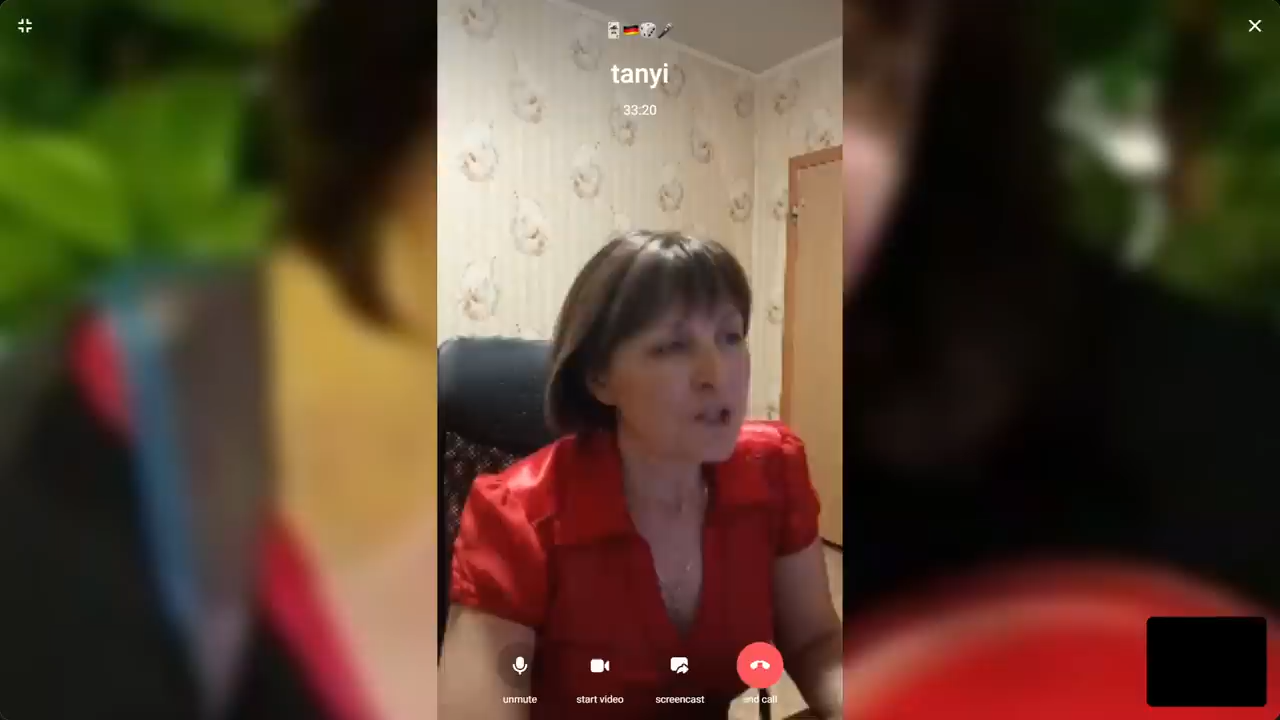 tanyi
33:20
unmute
start video
screencast
end call